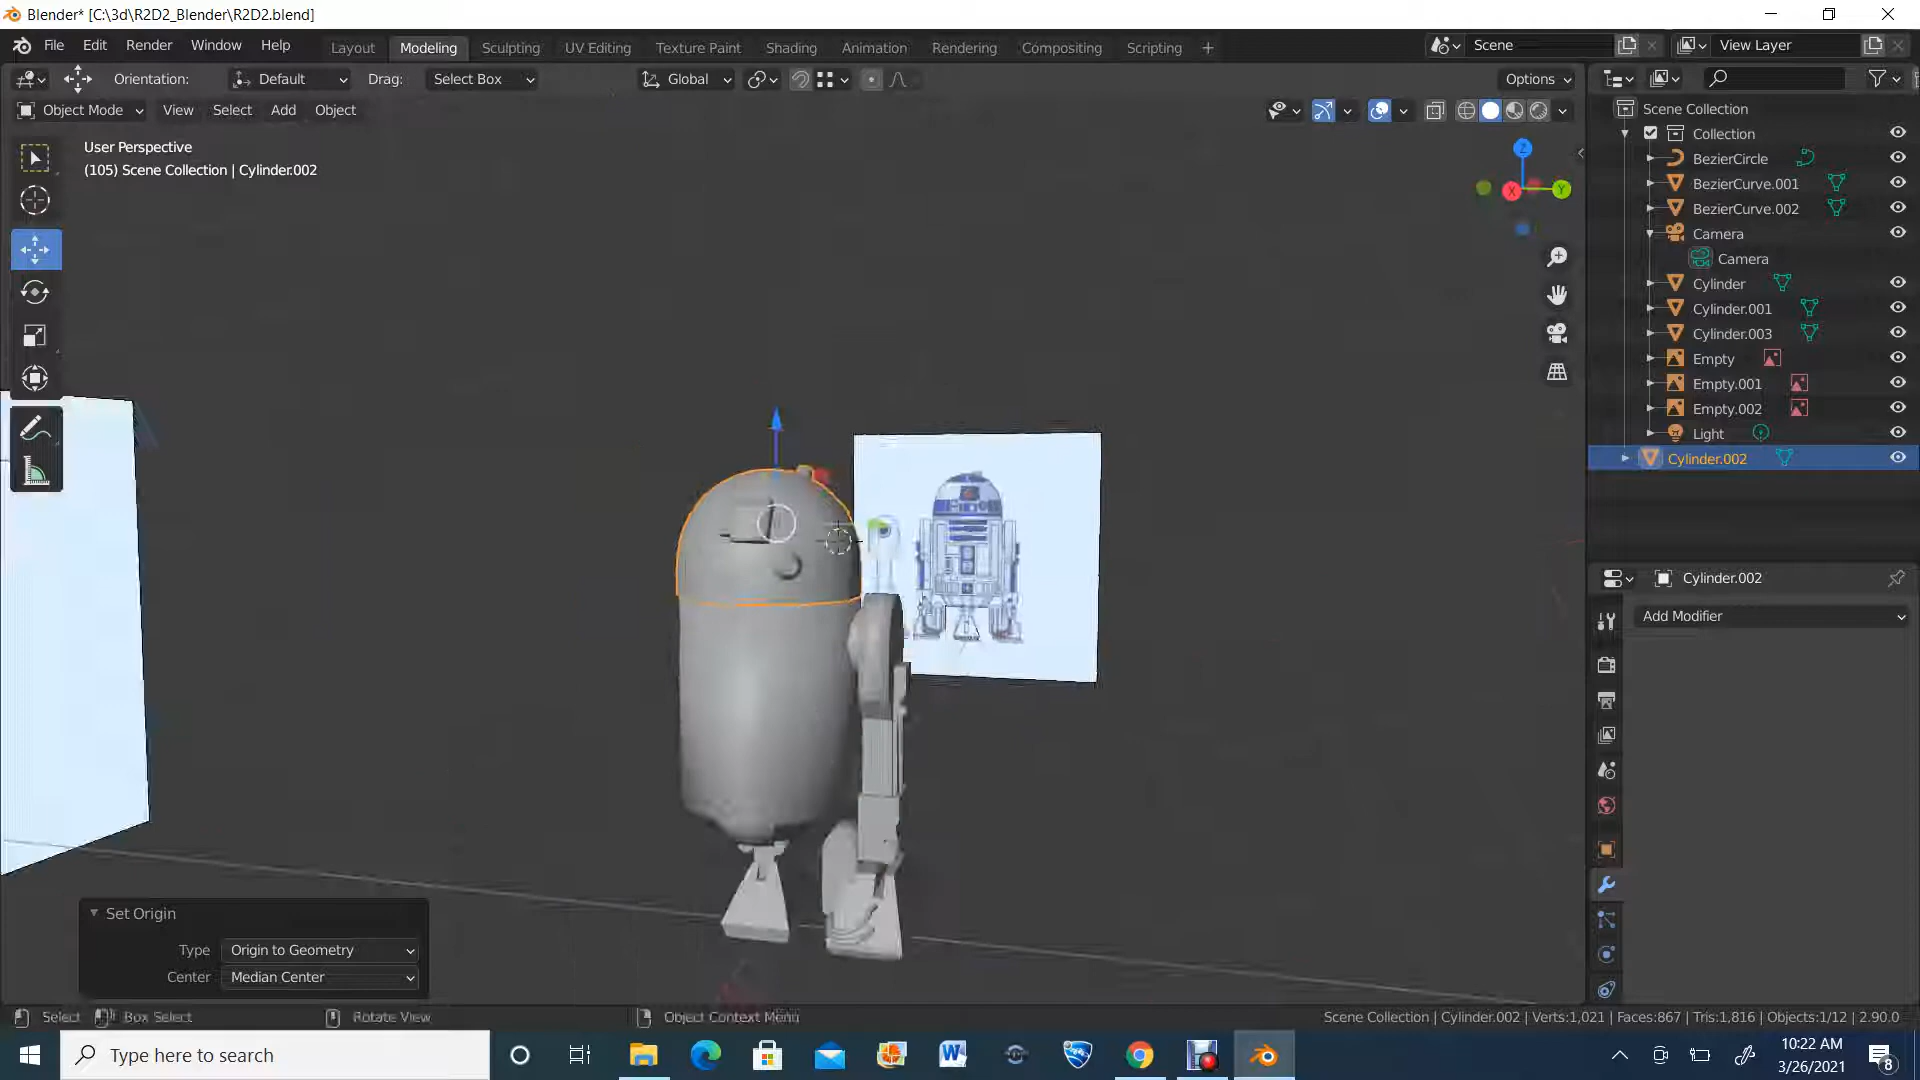 Blender* [C:\3d\R2D2_Blender\R2D2.blend]
File Edit Render Window Help Layout Modeling Sculpting UV Editing Texture Paint Shading Animation Rendering Compositing Scripting + Scene View Layer
Orientation: Default Drag: Select Box Global Options
Object Mode View Select Add Object
User Perspective
(105) Scene Collection | Cylinder.002
Z
X
Y
Scene Collection
Collection
BezierCircle
BezierCurve.001
BezierCurve.002
Camera
Camera
Cylinder
Cylinder.001
Cylinder.003
Empty
Empty.001
Empty.002
Light
Cylinder.002
Cylinder.002
Add Modifier
Set Origin
Type Origin to Geometry
Center Median Center
Select Box Select Rotate View Object Context Menu Scene Collection | Cylinder.002 | Verts:1,021 | Faces:867 | Tris:1,816 | Objects:1/12 | 2.90.0
Type here to search
10:22 AM
3/26/2021
8